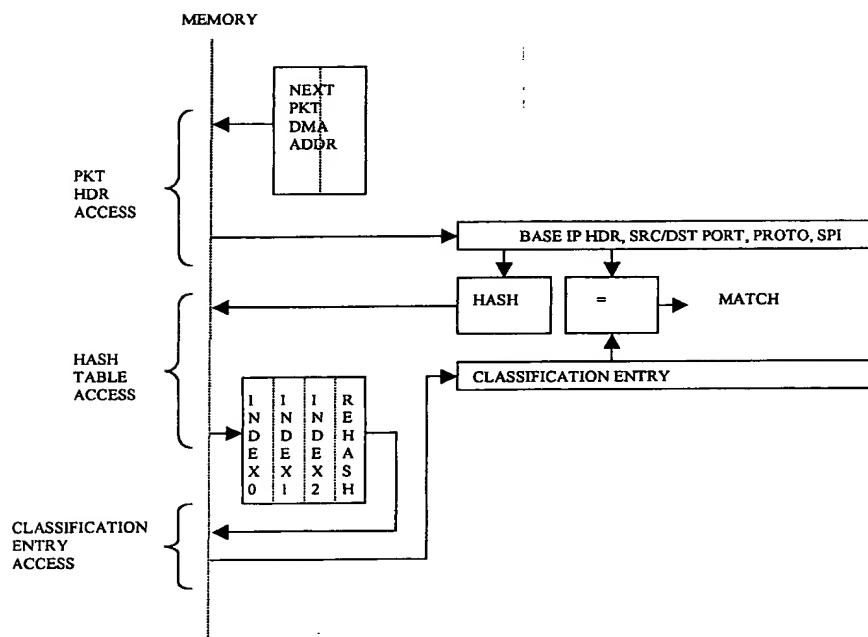 MEMORY
NEXT
PKT
DMA
ADDR
PKT
HDR
ACCESS
BASE IP HDR, SRC/DST PORT, PROTO, SPI
HASH
=
MATCH
HASH
TABLE
ACCESS
CLASSIFICATION ENTRY
INDEX0
INDEX1
INDEX2
REHASH
CLASSIFICATION
ENTRY
ACCESS